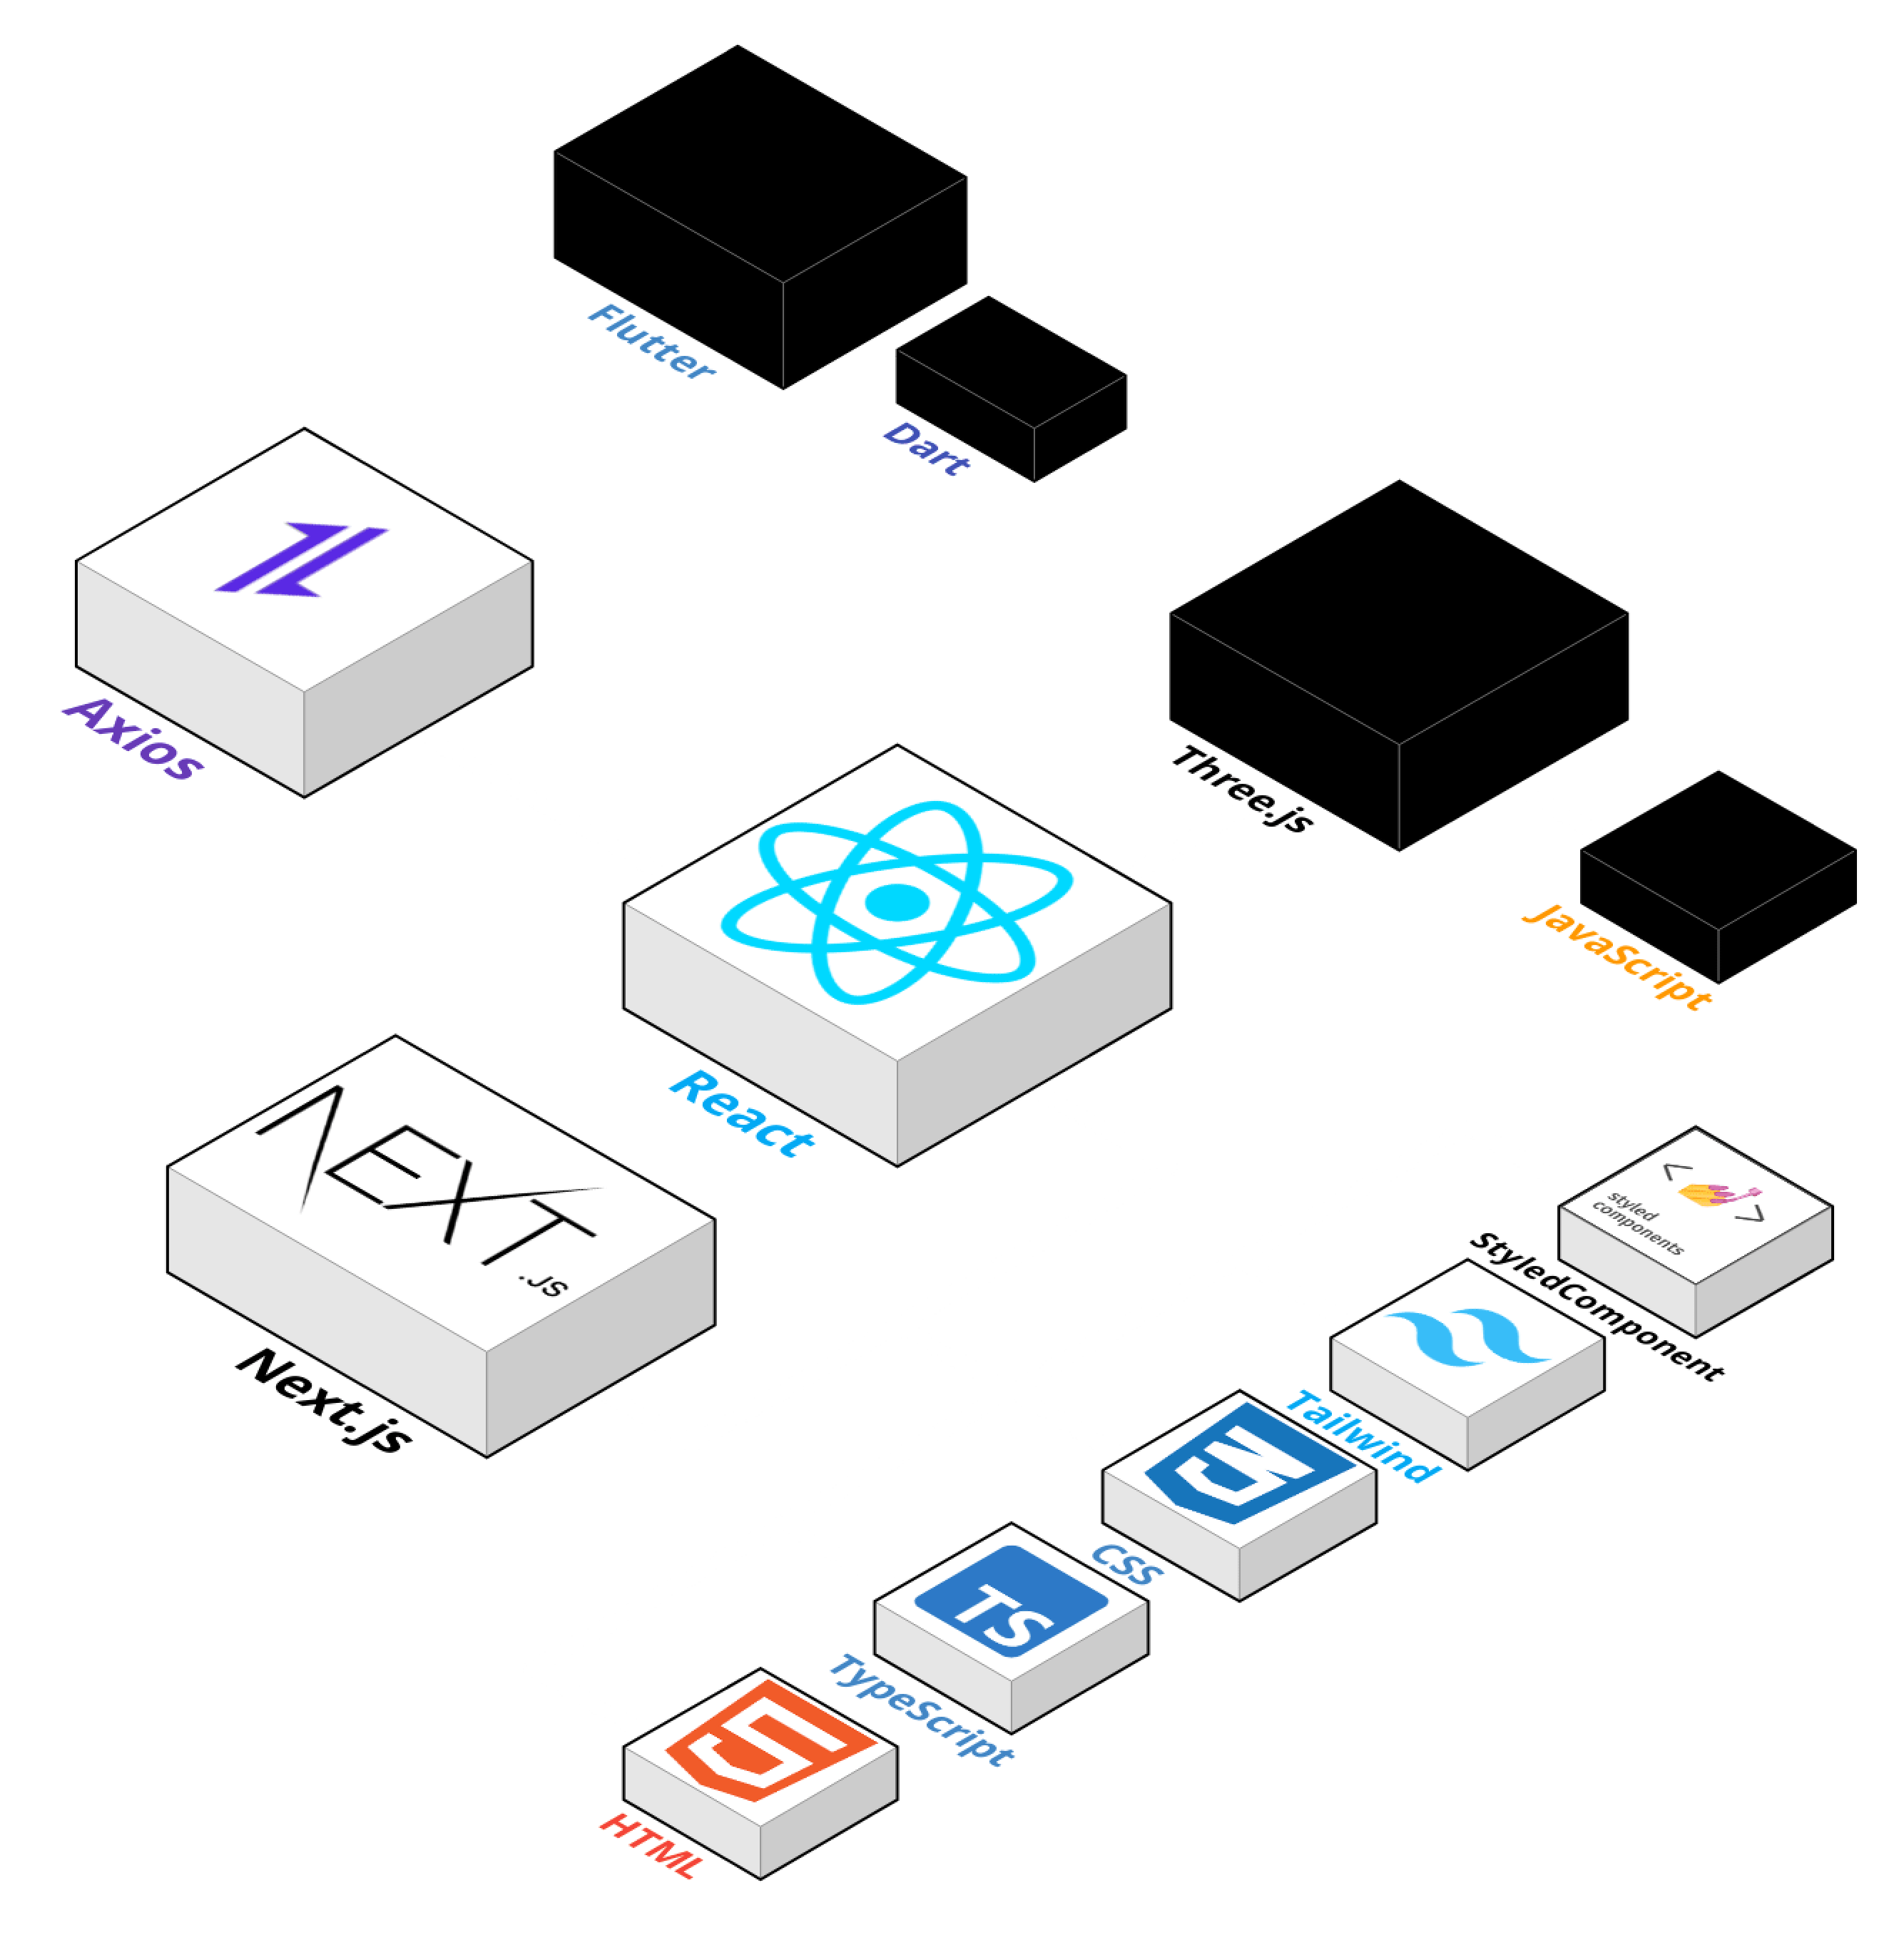 Flutter
Dart
Axios
Three.js
JavaScript
React
NEXT
.JS
Next.js
styled
components
StyledComponent
Tailwind
CSS
TS
TypeScript
HTML